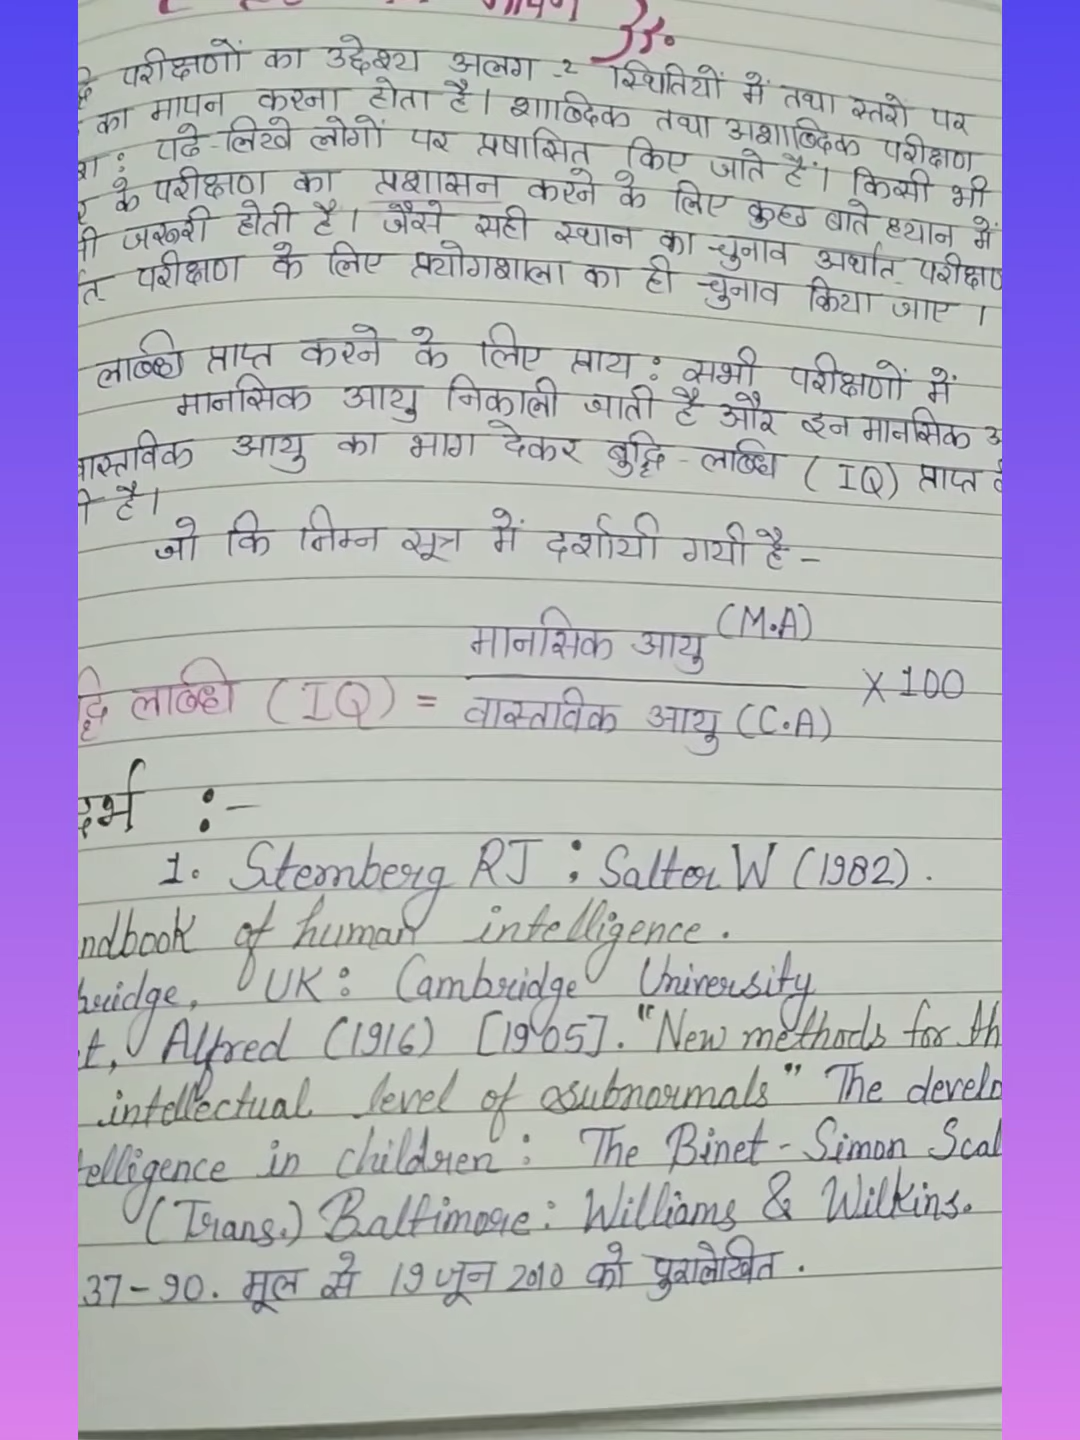 परीक्षणों का उद्देश्य अलग -2 स्थितियों में तथा स्तरों पर
का मापन करना होता है। शाब्दिक तथा अशाब्दिक परीक्षण
: पढे-लिखे लोगों पर प्रषासित किए जाते हैं। किसी भी
के परीक्षण का प्रशासन करने के लिए कुछ बाते ध्यान में
जरूरी होती है। जैसे सही स्थान का चुनाव अर्थात् परीक्षण
परीक्षण के लिए प्रयोगशाला का ही चुनाव किया जाए।
लब्धि प्राप्त करने के लिए प्राय: सभी परीक्षणों में
मानसिक आयु निकाली जाती है और इन मानसिक
वास्तविक आयु का भाग देकर बुद्धि-लब्धि (IQ) प्राप्त
है।
जो कि निम्न सूत्र में दर्शायी गयी है -
मानसिक आयु (M.A)
द्धि लब्धि (IQ) = × 100
वास्तविक आयु (C.A)
दर्भ :-
1. Sternberg RJ ; Salter W (1982).
ndbook of human intelligence.
bridge, UK: Cambridge University
t, Alfred (1916) [1905]. "New methods for th
intellectual level of subnormals" The develo
elligence in children: The Binet-Simon Scal
(Trans.) Baltimore: Williams & Wilkins.
37-90. मूल से 19 जून 2010 को पुरालेखित.